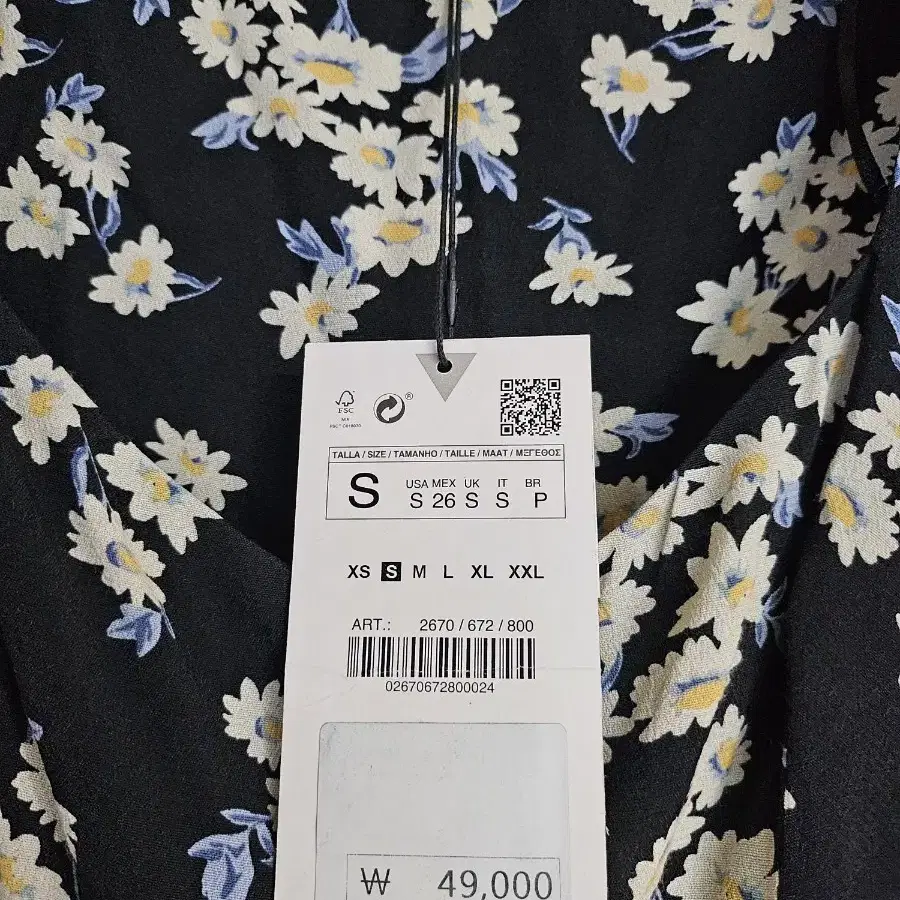 FSC
®
TALLA / SIZE / TAMANHO / TAILLE / MAAT / ΜΕΓΕΘΟΣ
S
USA MEX UK IT BR
S 26 S S P
XS S M L XL XXL
ART.: 2670 / 672 / 800
02670672800024
₩ 49,000